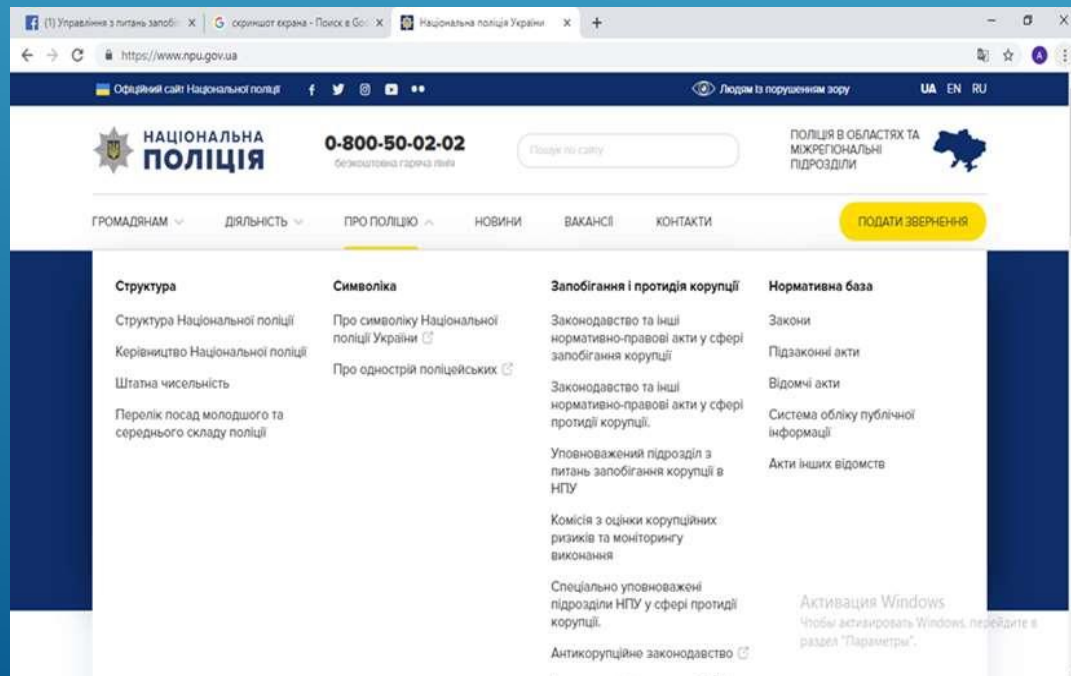 (1) Управління з питань запобі
скриншот екрана - Поиск в Goo
Національна поліція України
https://www.npu.gov.ua
Офіційний сайт Національної поліції
Людям із порушенням зору
UA EN RU
НАЦІОНАЛЬНА
ПОЛІЦІЯ
0-800-50-02-02
безкоштовна гаряча лінія
Пошук по сайту
ПОЛІЦІЯ В ОБЛАСТЯХ ТА
МІЖРЕГІОНАЛЬНІ
ПІДРОЗДІЛИ
ГРОМАДЯНАМ
ДІЯЛЬНІСТЬ
ПРО ПОЛІЦІЮ
НОВИНИ
ВАКАНСІЇ
КОНТАКТИ
ПОДАТИ ЗВЕРНЕННЯ
Структура
Структура Національної поліції
Керівництво Національної поліції
Штатна чисельність
Перелік посад молодшого та
середнього складу поліції
Символіка
Про символіку Національної
поліції України
Про однострій поліцейських
Запобігання і протидія корупції
Законодавство та інші
нормативно-правові акти у сфері
запобігання корупції
Законодавство та інші
нормативно-правові акти у сфері
протидії корупції.
Уповноважений підрозділ з
питань запобігання корупції в
НПУ
Комісія з оцінки корупційних
ризиків та моніторингу
виконання
Спеціально уповноважені
підрозділи НПУ у сфері протидії
корупції.
Антикорупційне законодавство
Нормативна база
Закони
Підзаконні акти
Відомчі акти
Система обліку публічної
інформації
Акти інших відомств
Активация Windows
Чтобы активировать Windows, перейдите в
раздел "Параметры".